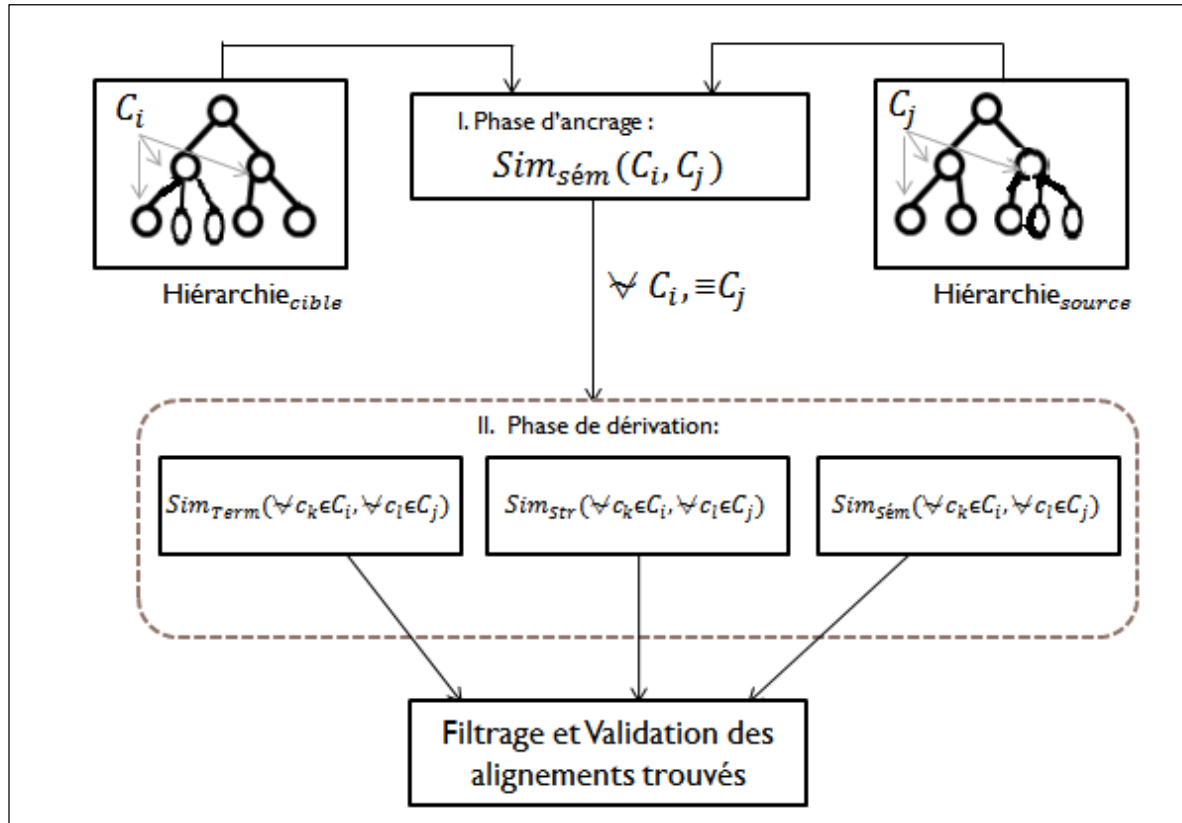 C_i
I. Phase d'ancrage :
Sim_sém(C_i, C_j)
C_j
Hiérarchie_cible
∀ C_i, ≡C_j
Hiérarchie_source
II. Phase de dérivation:
Sim_Term(∀c_k∈C_i, ∀c_l∈C_j)
Sim_Str(∀c_k∈C_i, ∀c_l∈C_j)
Sim_Sém(∀c_k∈C_i, ∀c_l∈C_j)
Filtrage et Validation des
alignements trouvés